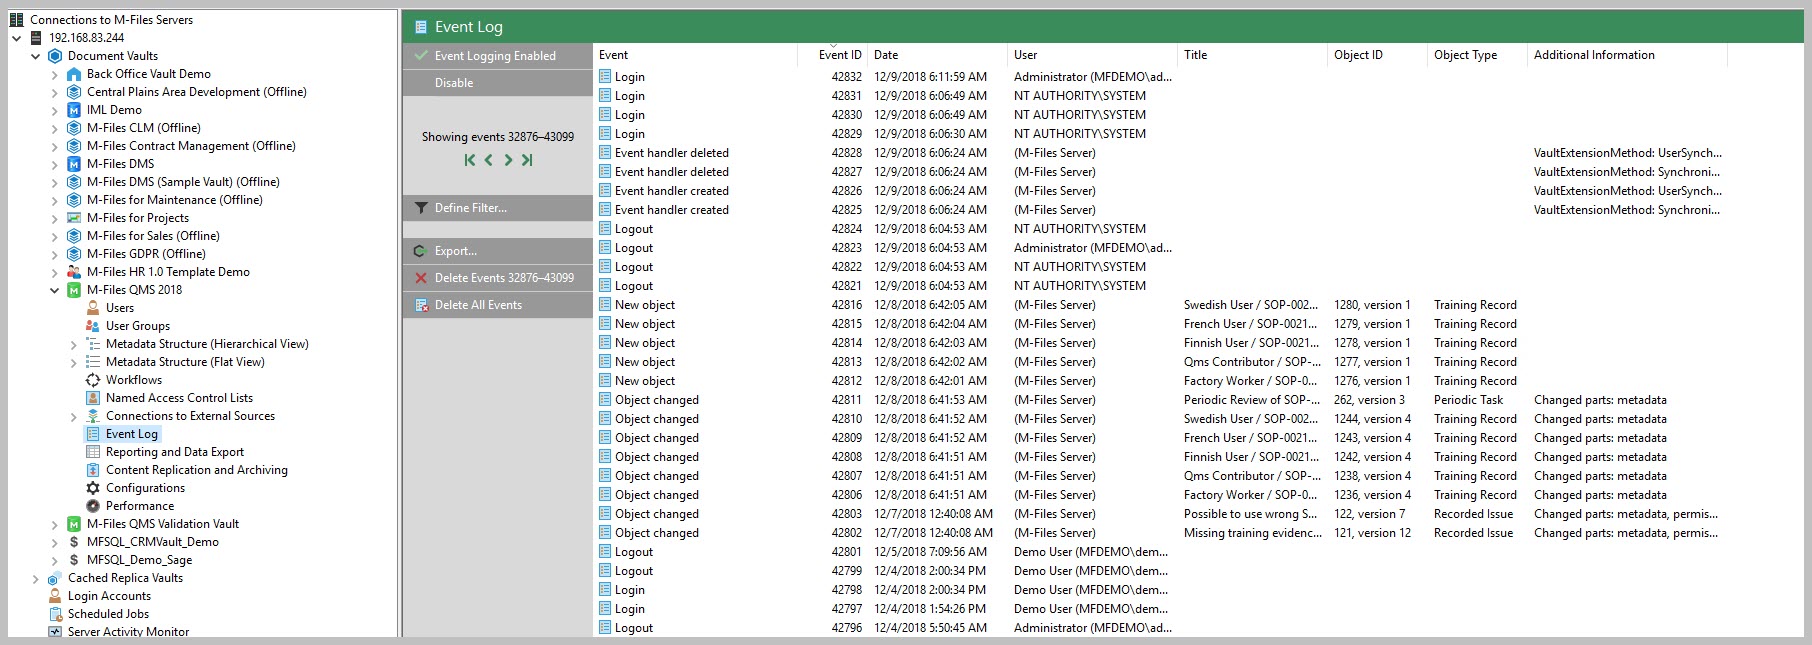 Connections to M-Files Servers
192.168.83.244
Document Vaults
Back Office Vault Demo
Central Plains Area Development (Offline)
IML Demo
M-Files CLM (Offline)
M-Files Contract Management (Offline)
M-Files DMS
M-Files DMS (Sample Vault) (Offline)
M-Files for Maintenance (Offline)
M-Files for Projects
M-Files for Sales (Offline)
M-Files GDPR (Offline)
M-Files HR 1.0 Template Demo
M-Files QMS 2018
Users
User Groups
Metadata Structure (Hierarchical View)
Metadata Structure (Flat View)
Workflows
Named Access Control Lists
Connections to External Sources
Event Log
Reporting and Data Export
Content Replication and Archiving
Configurations
Performance
M-Files QMS Validation Vault
MFSQL_CRMVault_Demo
MFSQL_Demo_Sage
Cached Replica Vaults
Login Accounts
Scheduled Jobs
Server Activity Monitor
Event Log
Event Logging Enabled
Disable
Showing events 32876–43099
Define Filter...
Export...
Delete Events 32876–43099
Delete All Events
Event Event ID Date User Title Object ID Object Type Additional Information
Login 42832 12/9/2018 6:11:59 AM Administrator (MFDEMO\ad...
Login 42831 12/9/2018 6:06:49 AM NT AUTHORITY\SYSTEM
Login 42830 12/9/2018 6:06:49 AM NT AUTHORITY\SYSTEM
Login 42829 12/9/2018 6:06:30 AM NT AUTHORITY\SYSTEM
Event handler deleted 42828 12/9/2018 6:06:24 AM (M-Files Server) VaultExtensionMethod: UserSynch...
Event handler deleted 42827 12/9/2018 6:06:24 AM (M-Files Server) VaultExtensionMethod: Synchroni...
Event handler created 42826 12/9/2018 6:06:24 AM (M-Files Server) VaultExtensionMethod: UserSynch...
Event handler created 42825 12/9/2018 6:06:24 AM (M-Files Server) VaultExtensionMethod: Synchroni...
Logout 42824 12/9/2018 6:04:53 AM NT AUTHORITY\SYSTEM
Logout 42823 12/9/2018 6:04:53 AM Administrator (MFDEMO\ad...
Logout 42822 12/9/2018 6:04:53 AM NT AUTHORITY\SYSTEM
Logout 42821 12/9/2018 6:04:53 AM NT AUTHORITY\SYSTEM
New object 42816 12/8/2018 6:42:05 AM (M-Files Server) Swedish User / SOP-002... 1280, version 1 Training Record
New object 42815 12/8/2018 6:42:04 AM (M-Files Server) French User / SOP-0021... 1279, version 1 Training Record
New object 42814 12/8/2018 6:42:03 AM (M-Files Server) Finnish User / SOP-0021... 1278, version 1 Training Record
New object 42813 12/8/2018 6:42:02 AM (M-Files Server) Qms Contributor / SOP-... 1277, version 1 Training Record
New object 42812 12/8/2018 6:42:01 AM (M-Files Server) Factory Worker / SOP-0... 1276, version 1 Training Record
Object changed 42811 12/8/2018 6:41:53 AM (M-Files Server) Periodic Review of SOP-... 262, version 3 Periodic Task Changed parts: metadata
Object changed 42810 12/8/2018 6:41:52 AM (M-Files Server) Swedish User / SOP-002... 1244, version 4 Training Record Changed parts: metadata
Object changed 42809 12/8/2018 6:41:52 AM (M-Files Server) French User / SOP-0021... 1243, version 4 Training Record Changed parts: metadata
Object changed 42808 12/8/2018 6:41:51 AM (M-Files Server) Finnish User / SOP-0021... 1242, version 4 Training Record Changed parts: metadata
Object changed 42807 12/8/2018 6:41:51 AM (M-Files Server) Qms Contributor / SOP-... 1238, version 4 Training Record Changed parts: metadata
Object changed 42806 12/8/2018 6:41:51 AM (M-Files Server) Factory Worker / SOP-0... 1236, version 4 Training Record Changed parts: metadata
Object changed 42803 12/7/2018 12:40:08 AM (M-Files Server) Possible to use wrong S... 122, version 7 Recorded Issue Changed parts: metadata, permis...
Object changed 42802 12/7/2018 12:40:08 AM (M-Files Server) Missing training evidenc... 121, version 12 Recorded Issue Changed parts: metadata, permis...
Logout 42801 12/5/2018 7:09:56 AM Demo User (MFDEMO\dem...
Logout 42799 12/4/2018 2:00:34 PM Demo User (MFDEMO\dem...
Login 42798 12/4/2018 2:00:34 PM Demo User (MFDEMO\dem...
Login 42797 12/4/2018 1:54:26 PM Demo User (MFDEMO\dem...
Logout 42796 12/4/2018 5:50:45 AM Administrator (MFDEMO\ad...